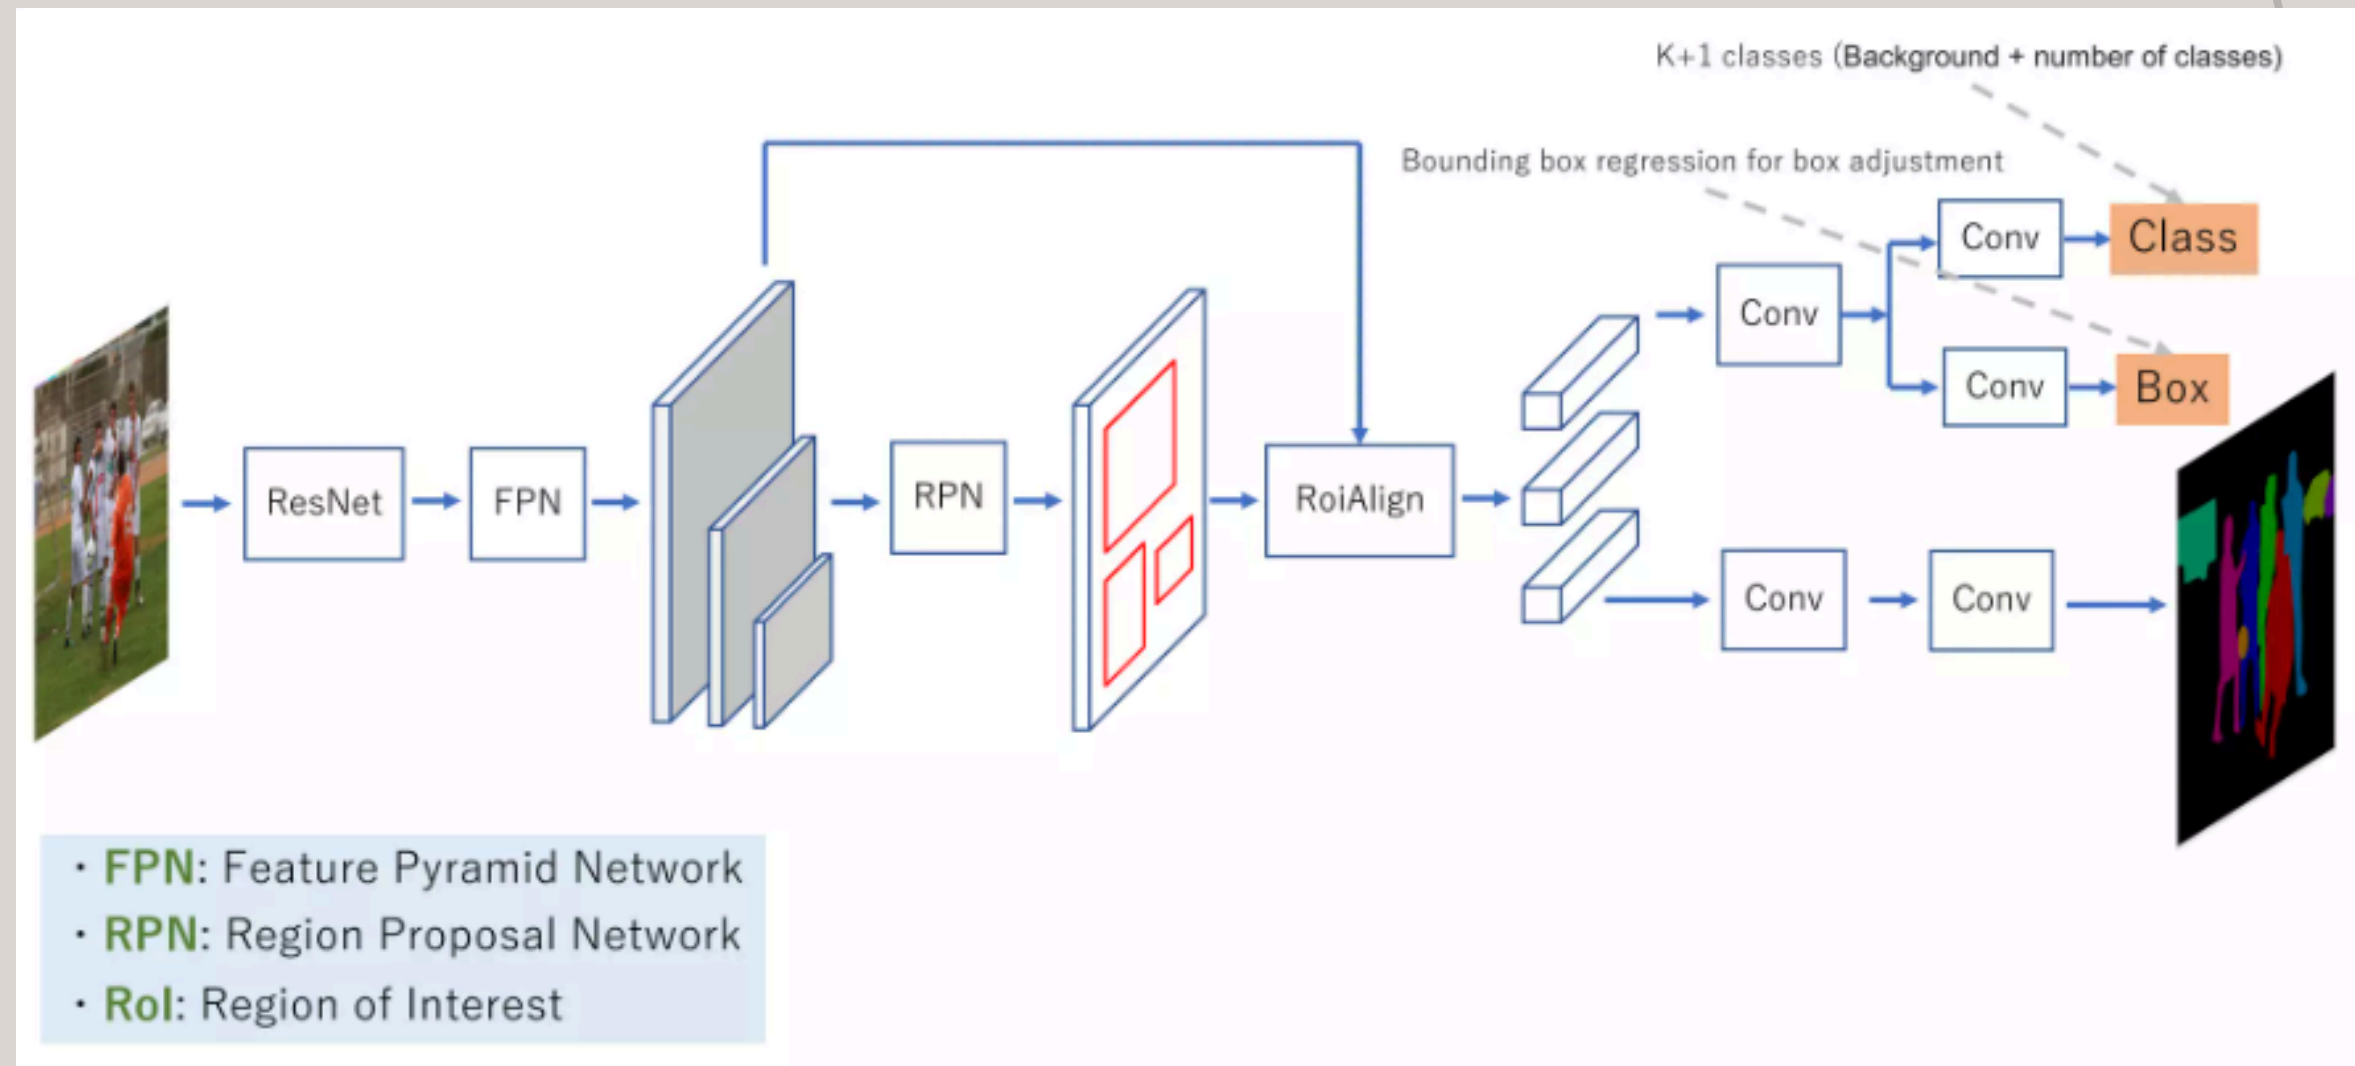 K+1 classes (Background + number of classes)
Bounding box regression for box adjustment
Conv
Class
Conv
Conv
Box
ResNet
FPN
RPN
RoiAlign
Conv
Conv
· FPN: Feature Pyramid Network
· RPN: Region Proposal Network
· RoI: Region of Interest